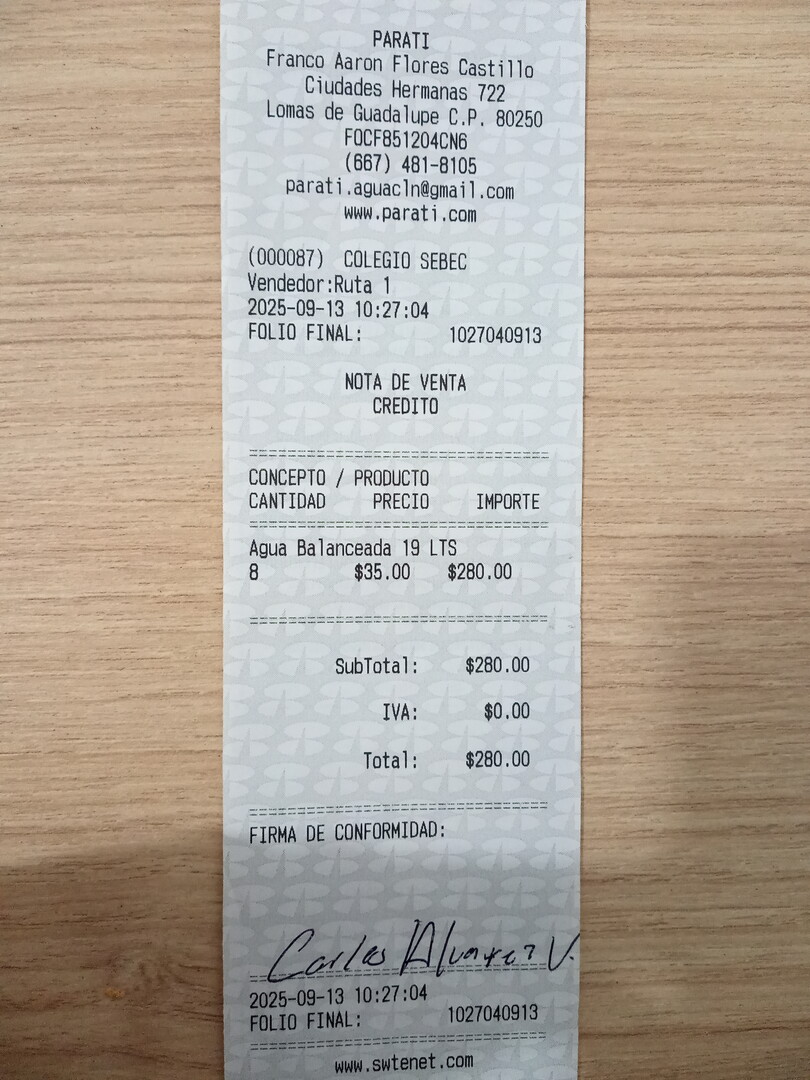 PARATI
Franco Aaron Flores Castillo
Ciudades Hermanas 722
Lomas de Guadalupe C.P. 80250
FOCF851204CN6
(667) 481-8105
parati.aguacln@gmail.com
www.parati.com
(000087) COLEGIO SEBEC
Vendedor:Ruta 1
2025-09-13 10:27:04
FOLIO FINAL: 1027040913
NOTA DE VENTA
CREDITO
CONCEPTO / PRODUCTO
CANTIDAD PRECIO IMPORTE
Agua Balanceada 19 LTS
8 $35.00 $280.00
SubTotal: $280.00
IVA: $0.00
Total: $280.00
FIRMA DE CONFORMIDAD:
Carlos Alvarez V.
2025-09-13 10:27:04
FOLIO FINAL: 1027040913
www.swtenet.com